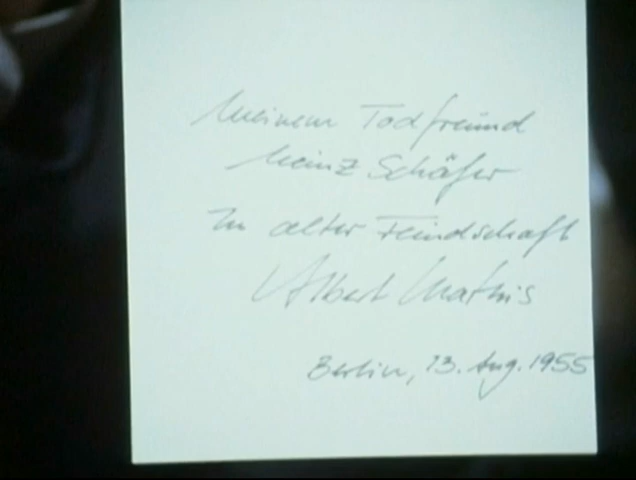 Meinem Todfreund
Heinz Schäfer
In alter Feindschaft
Albert Mathis
Berlin, 13. Aug. 1955